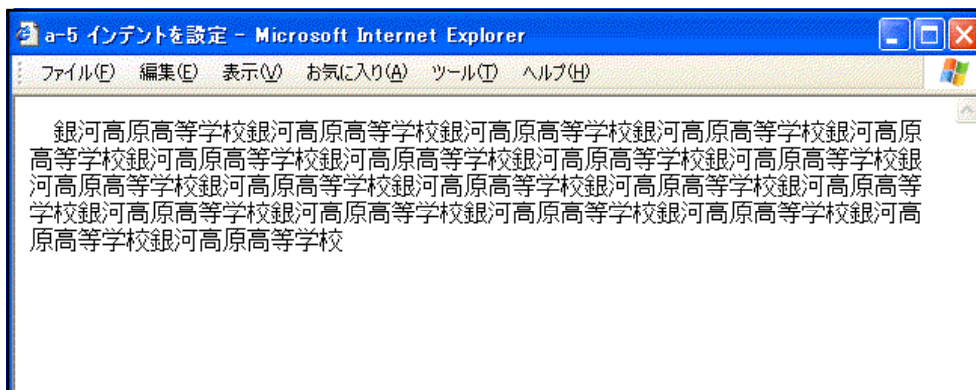 a-5 インデントを設定 - Microsoft Internet Explorer
ファイル(F) 編集(E) 表示(V) お気に入り(A) ツール(T) ヘルプ(H)
　銀河高原高等学校銀河高原高等学校銀河高原高等学校銀河高原高等学校銀河高原
高等学校銀河高原高等学校銀河高原高等学校銀河高原高等学校銀河高原高等学校銀
河高原高等学校銀河高原高等学校銀河高原高等学校銀河高原高等学校銀河高原高等
学校銀河高原高等学校銀河高原高等学校銀河高原高等学校銀河高原高等学校銀河高
原高等学校銀河高原高等学校